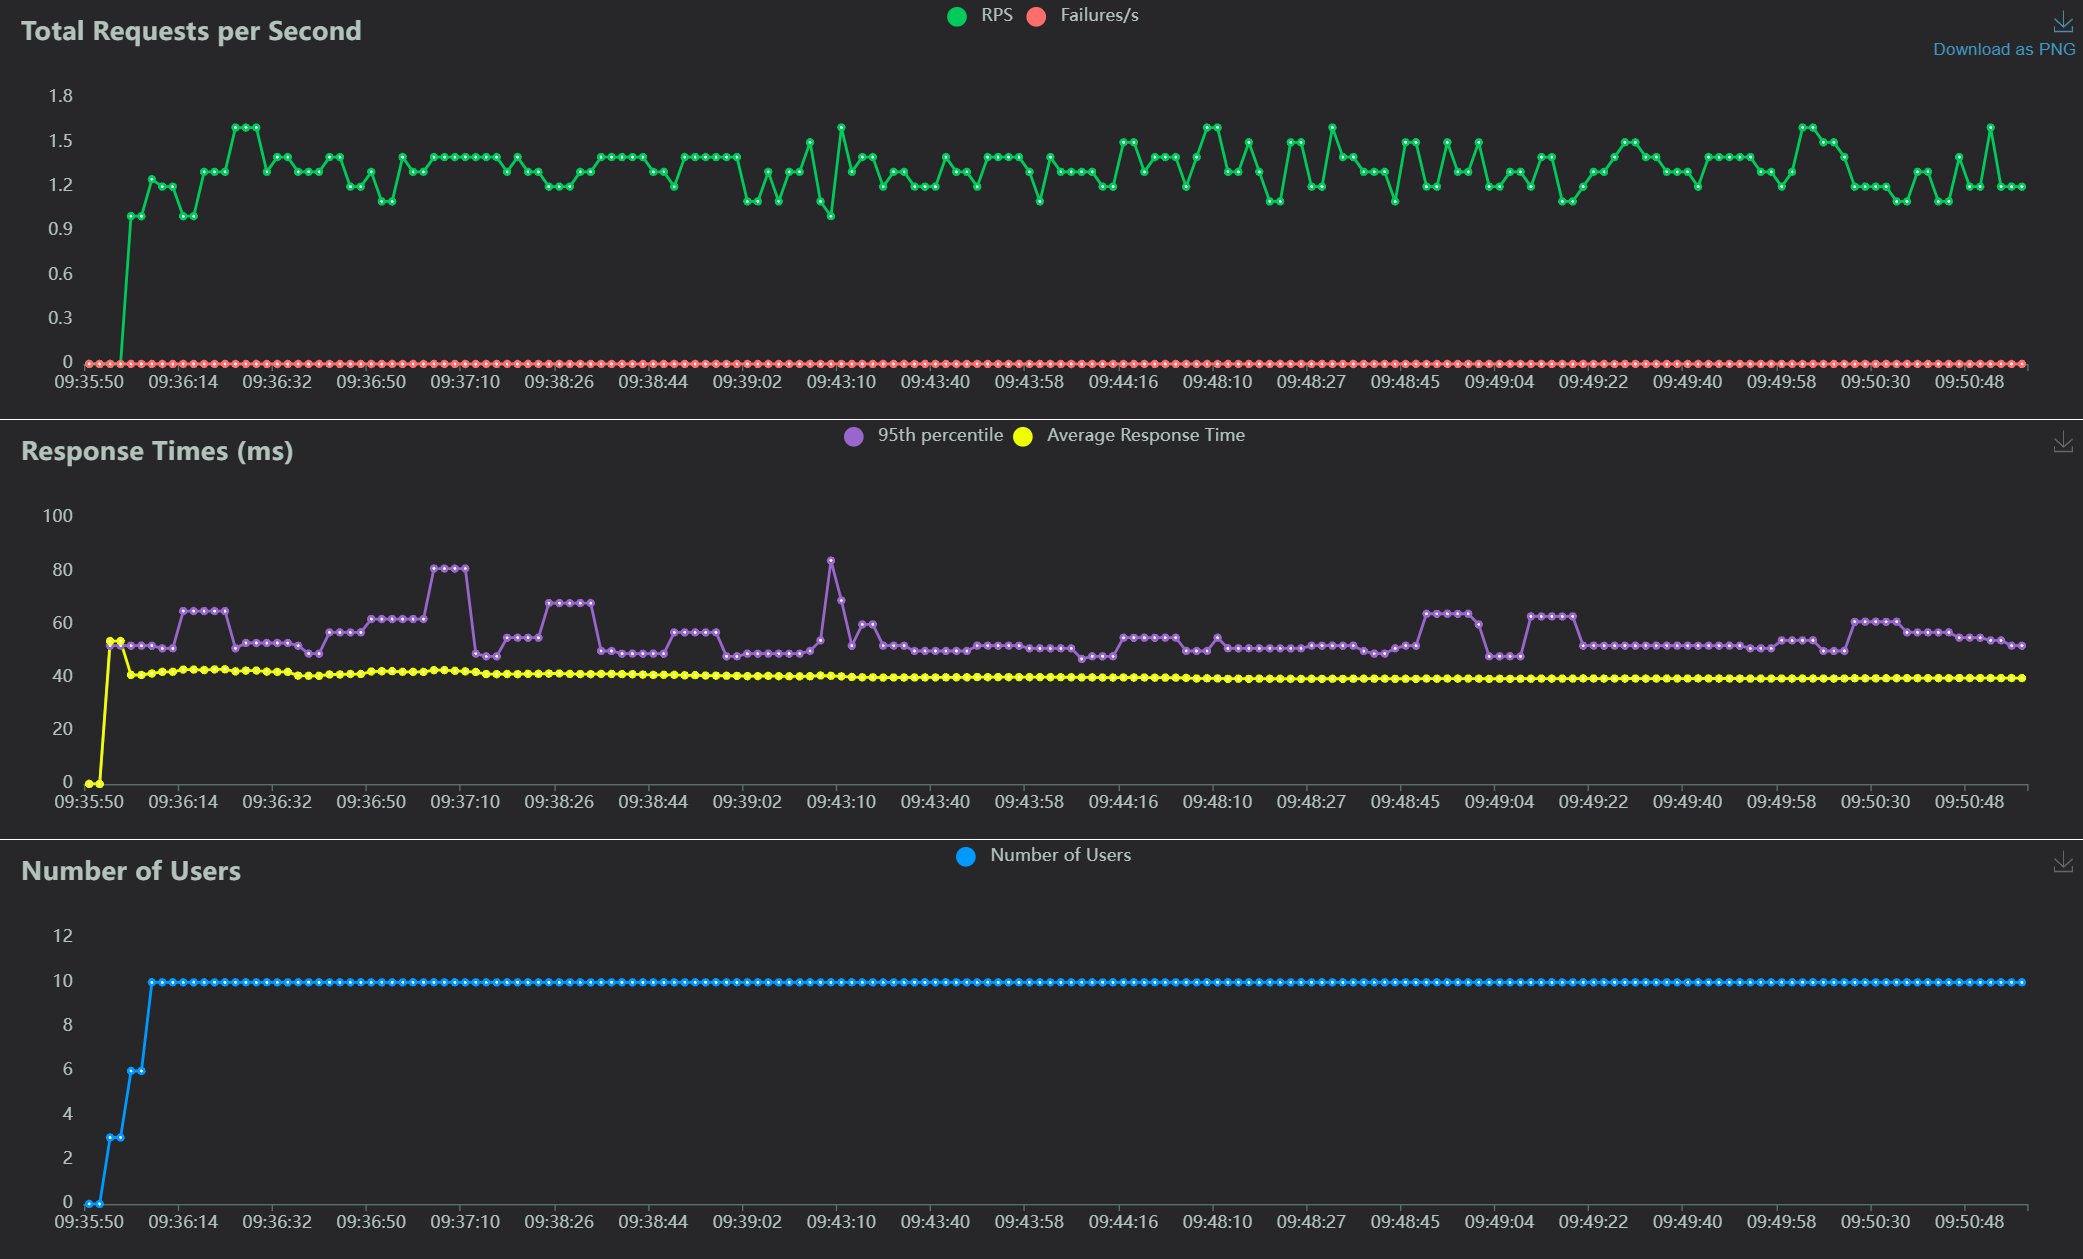 Total Requests per Second
RPS Failures/s
Download as PNG
1.8
1.5
1.2
0.9
0.6
0.3
0
09:35:50 09:36:14 09:36:32 09:36:50 09:37:10 09:38:26 09:38:44 09:39:02 09:43:10 09:43:40 09:43:58 09:44:16 09:48:10 09:48:27 09:48:45 09:49:04 09:49:22 09:49:40 09:49:58 09:50:30 09:50:48
Response Times (ms)
95th percentile Average Response Time
100
80
60
40
20
0
09:35:50 09:36:14 09:36:32 09:36:50 09:37:10 09:38:26 09:38:44 09:39:02 09:43:10 09:43:40 09:43:58 09:44:16 09:48:10 09:48:27 09:48:45 09:49:04 09:49:22 09:49:40 09:49:58 09:50:30 09:50:48
Number of Users
Number of Users
12
10
8
6
4
2
0
09:35:50 09:36:14 09:36:32 09:36:50 09:37:10 09:38:26 09:38:44 09:39:02 09:43:10 09:43:40 09:43:58 09:44:16 09:48:10 09:48:27 09:48:45 09:49:04 09:49:22 09:49:40 09:49:58 09:50:30 09:50:48